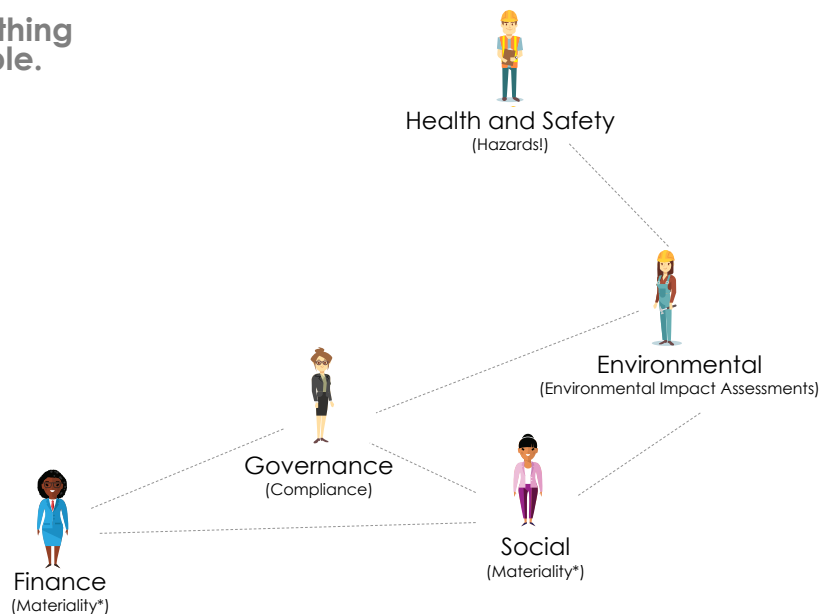 thing
ble.
Health and Safety
(Hazards!)
Environmental
(Environmental Impact Assessments)
Governance
(Compliance)
Social
(Materiality*)
Finance
(Materiality*)